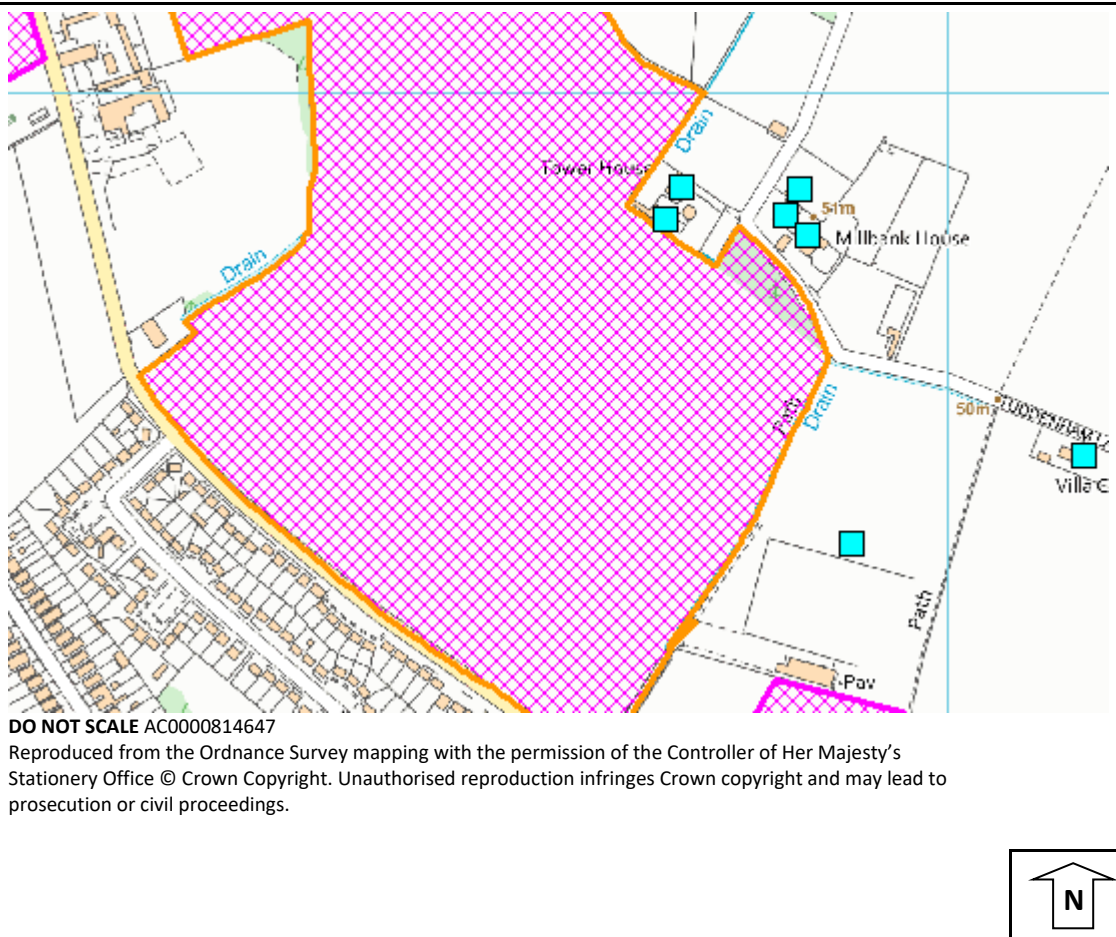 Drain
Tower House
51m
Millbank House
Drain
Path
Drain
50m
Path
Pav
DO NOT SCALE AC0000814647
Reproduced from the Ordnance Survey mapping with the permission of the Controller of Her Majesty's
Stationery Office © Crown Copyright. Unauthorised reproduction infringes Crown copyright and may lead to
prosecution or civil proceedings.
N